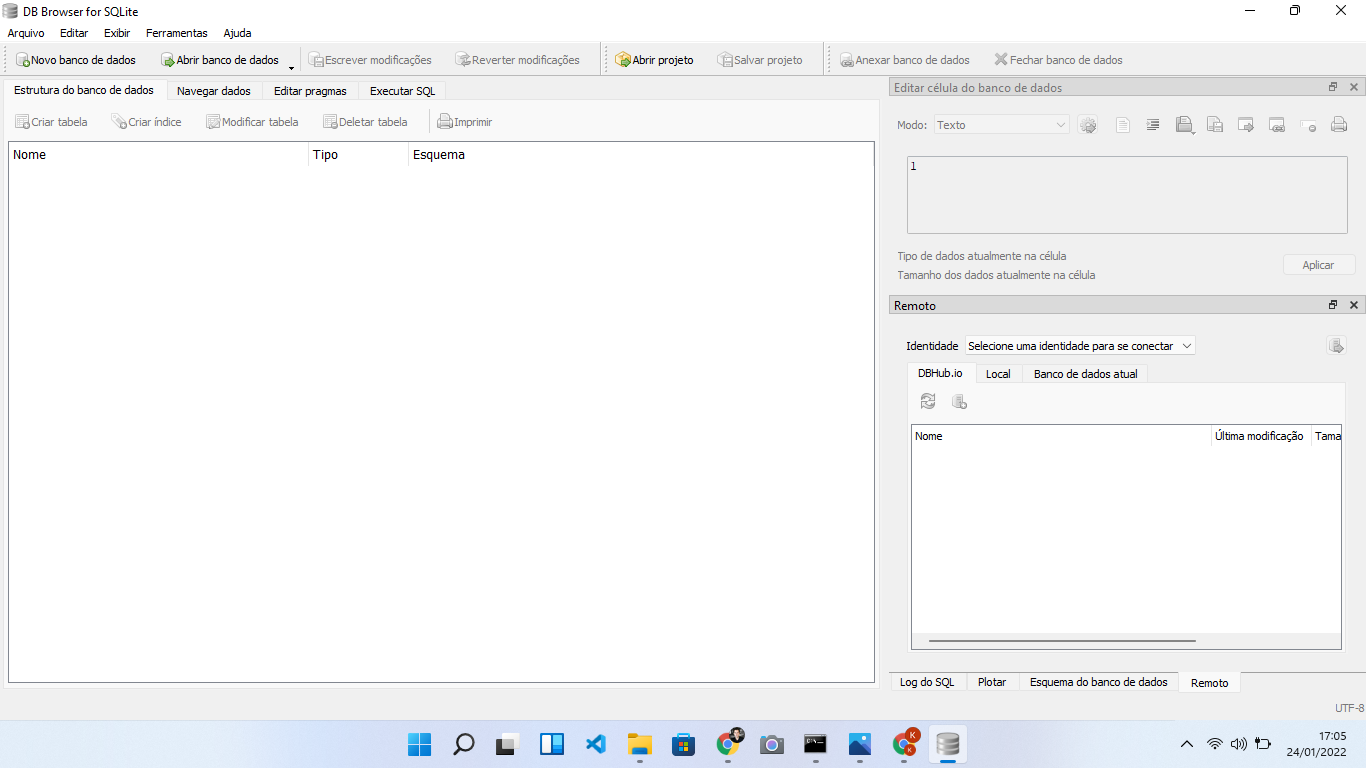 DB Browser for SQLite
Arquivo Editar Exibir Ferramentas Ajuda
Novo banco de dados Abrir banco de dados Escrever modificações Reverter modificações Abrir projeto Salvar projeto Anexar banco de dados Fechar banco de dados
Estrutura do banco de dados Navegar dados Editar pragmas Executar SQL
Criar tabela Criar índice Modificar tabela Deletar tabela Imprimir
Nome Tipo Esquema
Editar célula do banco de dados
Modo: Texto
1
Tipo de dados atualmente na célula
Tamanho dos dados atualmente na célula
Aplicar
Remoto
Identidade Selecione uma identidade para se conectar
DBHub.io Local Banco de dados atual
Nome Última modificação Tama
Log do SQL Plotar Esquema do banco de dados Remoto
UTF-8
K
K
17:05
24/01/2022